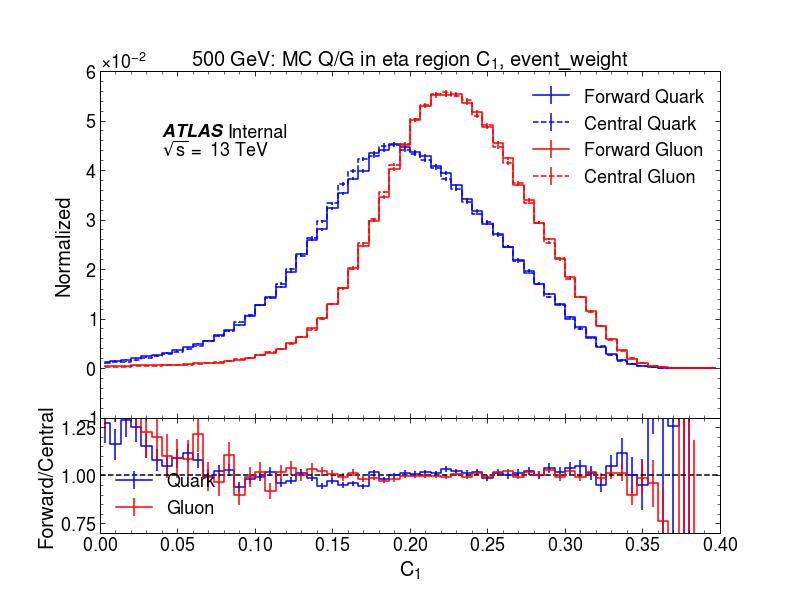 ×10⁻²
500 GeV: MC Q/G in eta region C₁, event_weight
6
5
4
3
2
1
0
−1
Normalized
ATLAS Internal
√s = 13 TeV
Forward Quark
Central Quark
Forward Gluon
Central Gluon
1.25
1.00
0.75
Forward/Central
Quark
Gluon
0.00 0.05 0.10 0.15 0.20 0.25 0.30 0.35 0.40
C₁